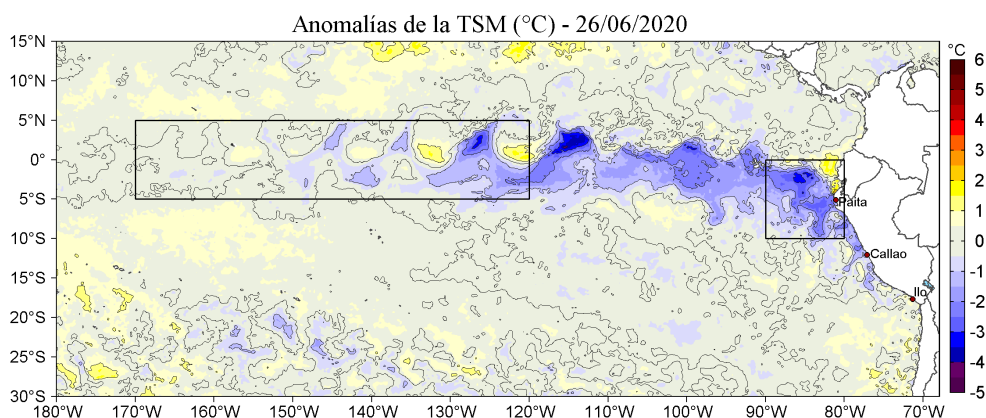 Anomalías de la TSM (°C) - 26/06/2020
15°N
10°N
5°N
0°
5°S
10°S
15°S
20°S
25°S
30°S
180°W
170°W
160°W
150°W
140°W
130°W
120°W
110°W
100°W
90°W
80°W
70°W
Paita
Callao
Ilo
°C
6
5
4
3
2
1
0
-1
-2
-3
-4
-5